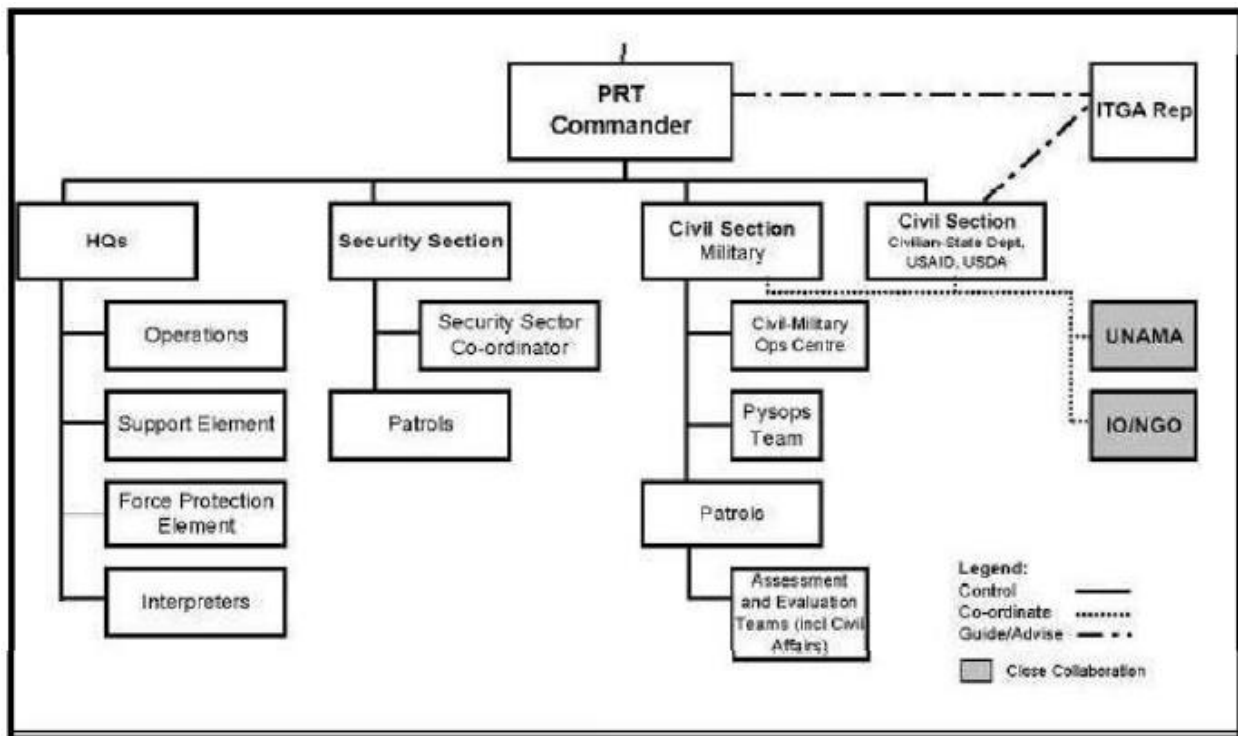 PRT
Commander
ITGA Rep
HQs
Security Section
Civil Section
Military
Civil Section
Civilian-State Dept,
USAID, USDA
Operations
Security Sector
Co-ordinator
Civil-Military
Ops Centre
UNAMA
Support Element
Patrols
Pysops
Team
IO/NGO
Force Protection
Element
Patrols
Interpreters
Assessment
and Evaluation
Teams (incl Civil
Affairs)
Legend:
Control
Co-ordinate
Guide/Advise
Close Collaboration